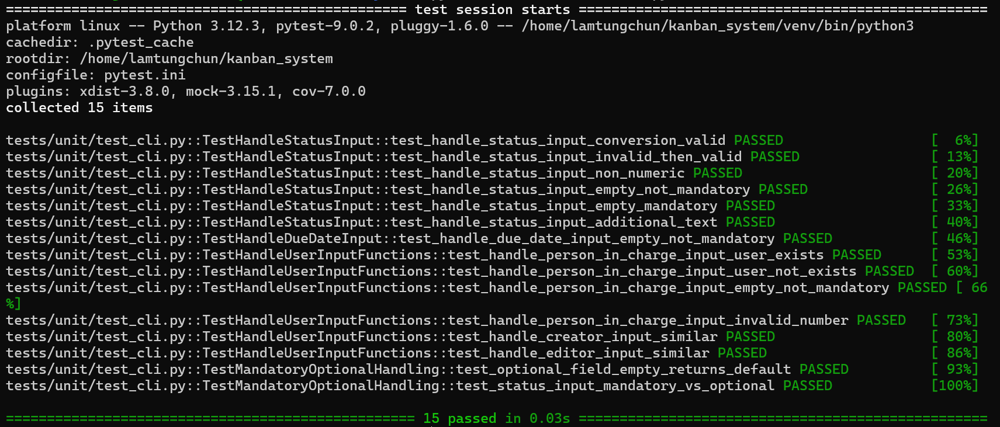 ================================================= test session starts ==================================================
platform linux -- Python 3.12.3, pytest-9.0.2, pluggy-1.6.0 -- /home/lamtungchun/kanban_system/venv/bin/python3
cachedir: .pytest_cache
rootdir: /home/lamtungchun/kanban_system
configfile: pytest.ini
plugins: xdist-3.8.0, mock-3.15.1, cov-7.0.0
collected 15 items
tests/unit/test_cli.py::TestHandleStatusInput::test_handle_status_input_conversion_valid PASSED                  [  6%]
tests/unit/test_cli.py::TestHandleStatusInput::test_handle_status_input_invalid_then_valid PASSED                [ 13%]
tests/unit/test_cli.py::TestHandleStatusInput::test_handle_status_input_non_numeric PASSED                       [ 20%]
tests/unit/test_cli.py::TestHandleStatusInput::test_handle_status_input_empty_not_mandatory PASSED               [ 26%]
tests/unit/test_cli.py::TestHandleStatusInput::test_handle_status_input_empty_mandatory PASSED                   [ 33%]
tests/unit/test_cli.py::TestHandleStatusInput::test_handle_status_input_additional_text PASSED                   [ 40%]
tests/unit/test_cli.py::TestHandleDueDateInput::test_handle_due_date_input_empty_not_mandatory PASSED            [ 46%]
tests/unit/test_cli.py::TestHandleUserInputFunctions::test_handle_person_in_charge_input_user_exists PASSED      [ 53%]
tests/unit/test_cli.py::TestHandleUserInputFunctions::test_handle_person_in_charge_input_user_not_exists PASSED  [ 60%]
tests/unit/test_cli.py::TestHandleUserInputFunctions::test_handle_person_in_charge_input_empty_not_mandatory PASSED [ 66
%]
tests/unit/test_cli.py::TestHandleUserInputFunctions::test_handle_person_in_charge_input_invalid_number PASSED   [ 73%]
tests/unit/test_cli.py::TestHandleUserInputFunctions::test_handle_creator_input_similar PASSED                   [ 80%]
tests/unit/test_cli.py::TestHandleUserInputFunctions::test_handle_editor_input_similar PASSED                    [ 86%]
tests/unit/test_cli.py::TestMandatoryOptionalHandling::test_optional_field_empty_returns_default PASSED          [ 93%]
tests/unit/test_cli.py::TestMandatoryOptionalHandling::test_status_input_mandatory_vs_optional PASSED            [100%]
================================================== 15 passed in 0.03s ==================================================